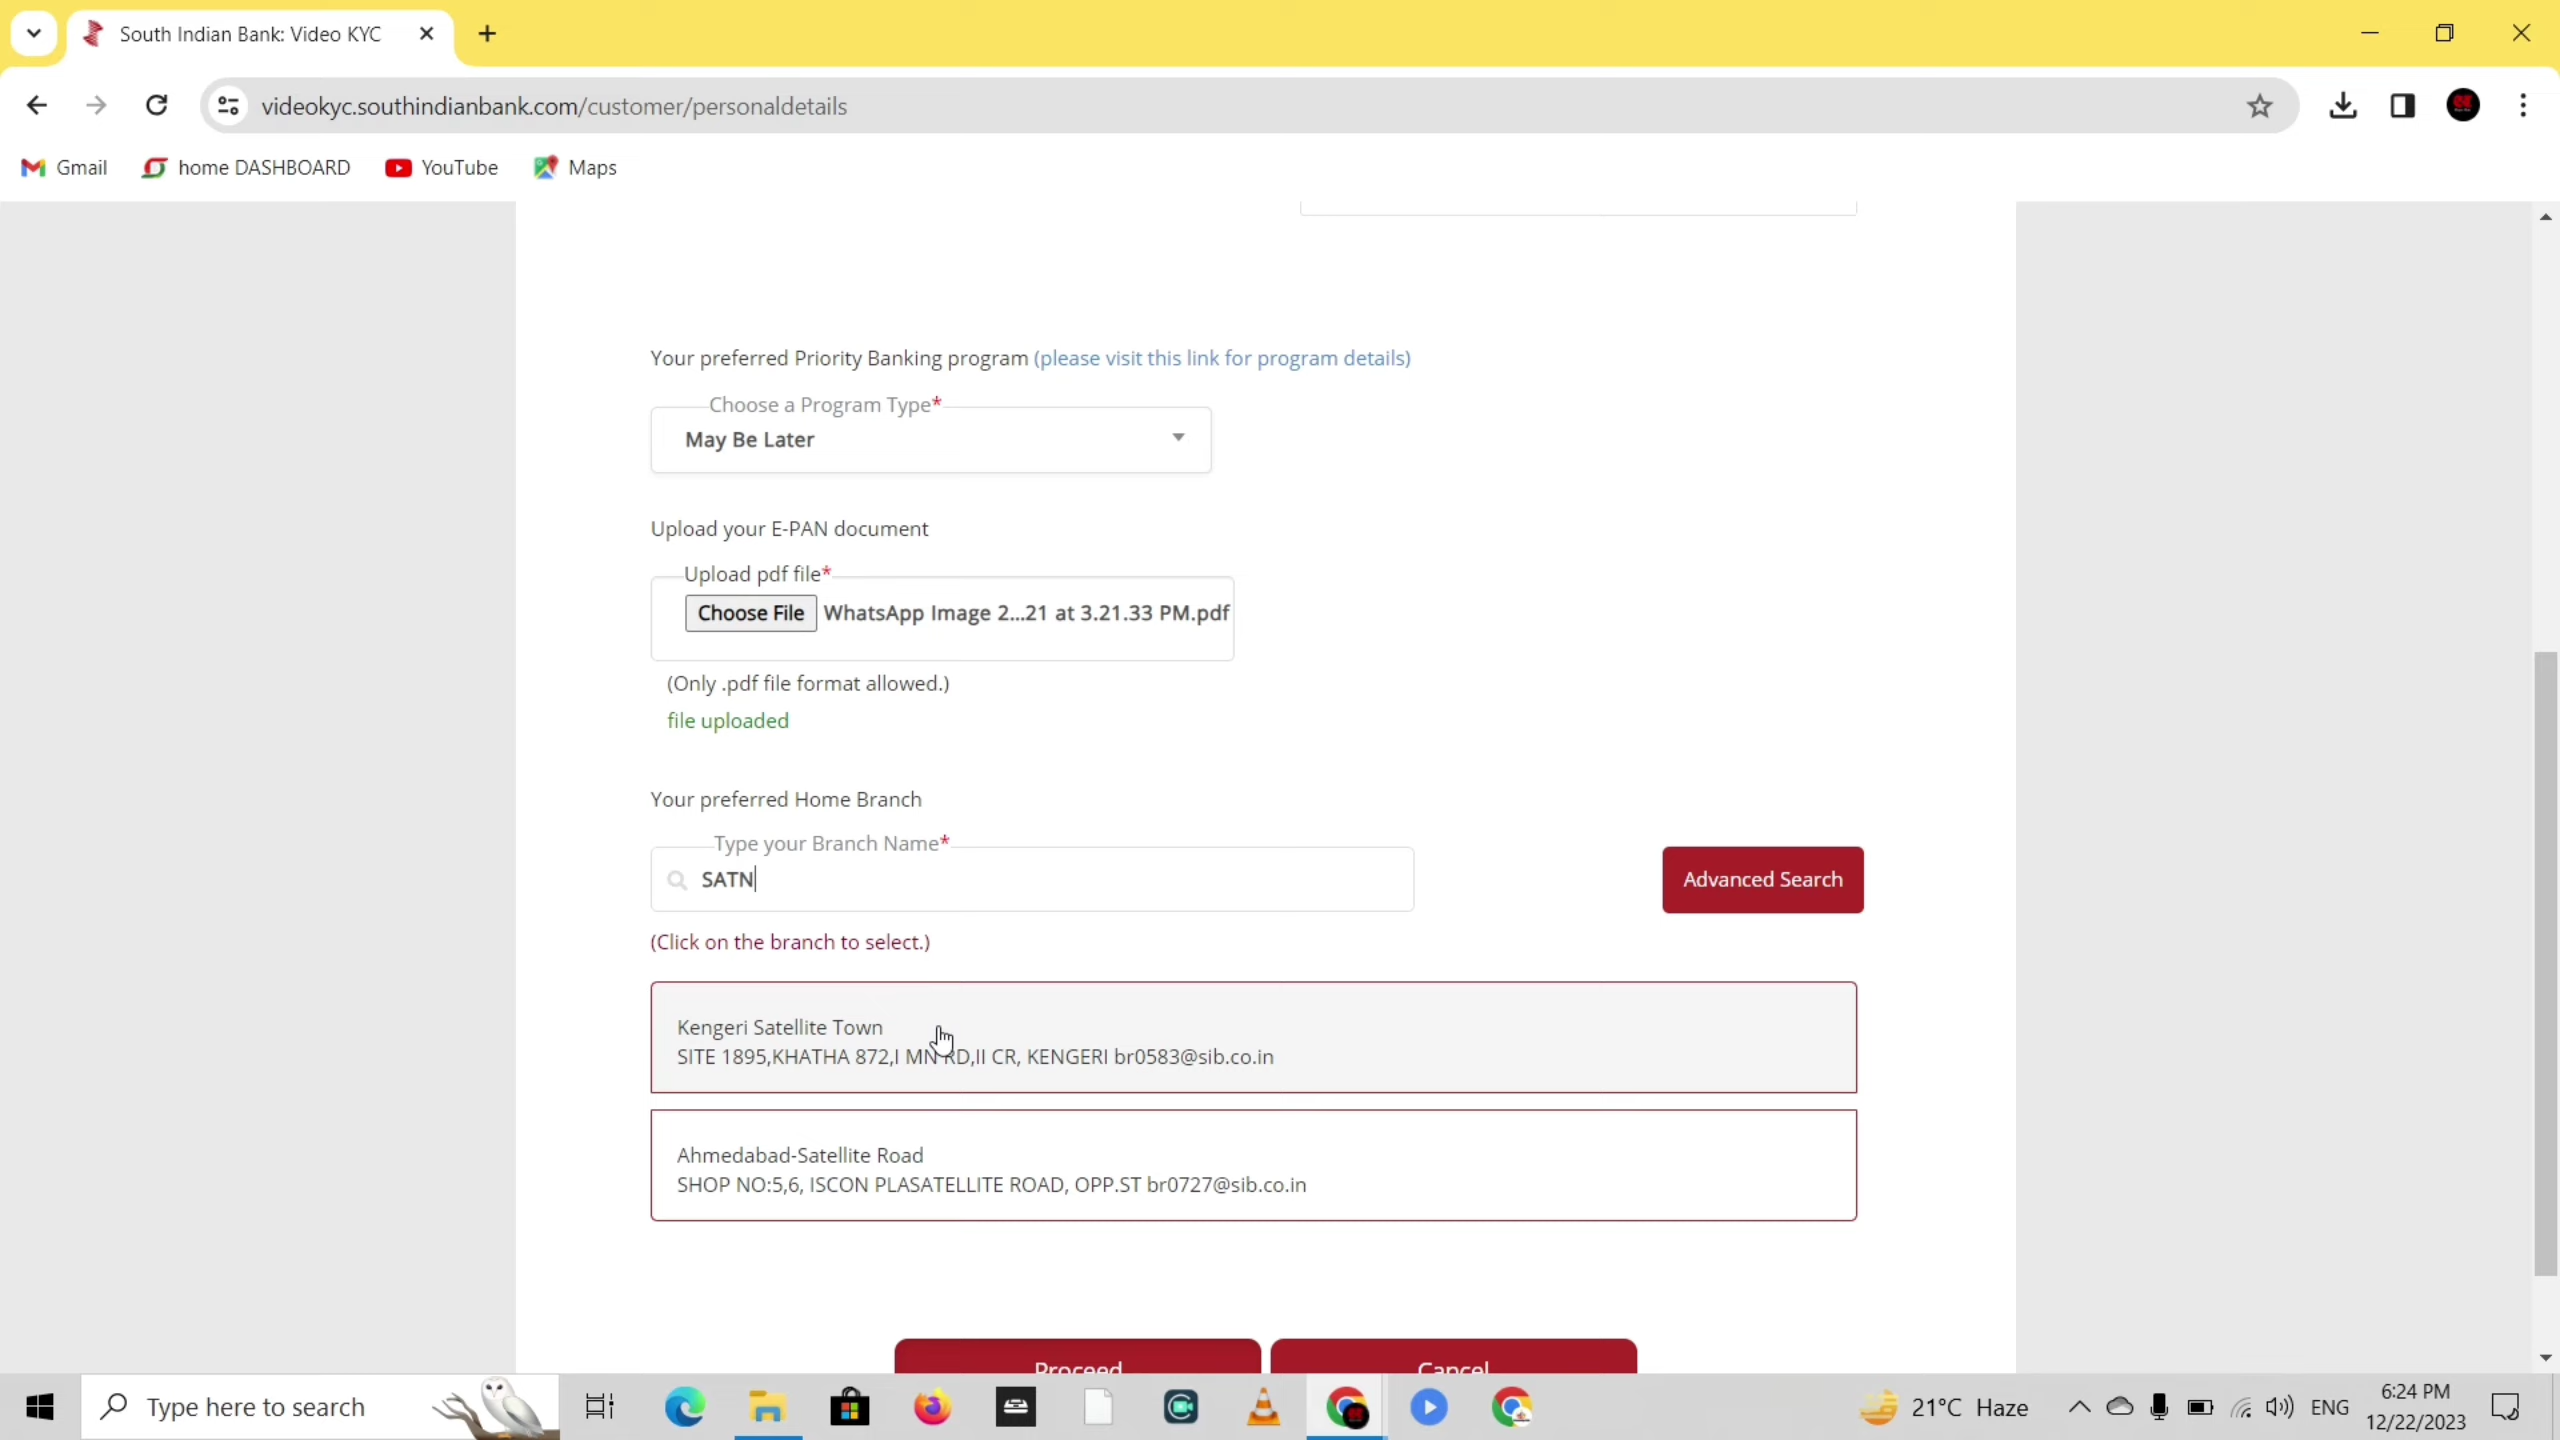 South Indian Bank: Video KYC
videokyc.southindianbank.com/customer/personaldetails
Gmail
home DASHBOARD
YouTube
Maps
Your preferred Priority Banking program (please visit this link for program details)
Choose a Program Type*
May Be Later
Upload your E-PAN document
Upload pdf file*
Choose File WhatsApp Image 2...21 at 3.21.33 PM.pdf
(Only .pdf file format allowed.)
file uploaded
Your preferred Home Branch
Type your Branch Name*
SATN
Advanced Search
(Click on the branch to select.)
Kengeri Satellite Town
SITE 1895,KHATHA 872,I MN RD,II CR, KENGERI br0583@sib.co.in
Ahmedabad-Satellite Road
SHOP NO:5,6, ISCON PLASATELLITE ROAD, OPP.ST br0727@sib.co.in
Proceed
Cancel
Type here to search
21°C Haze
ENG
6:24 PM
12/22/2023